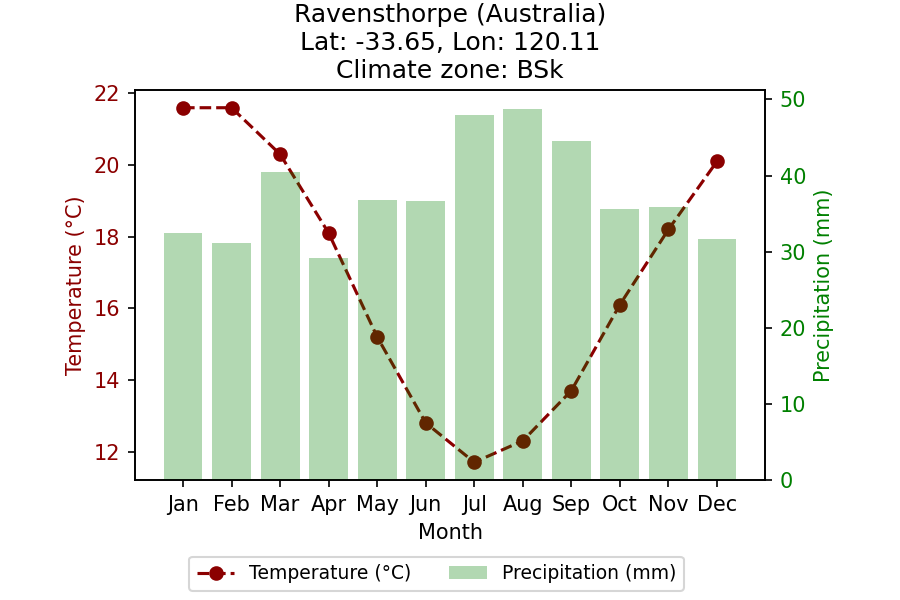 Ravensthorpe (Australia)
Lat: -33.65, Lon: 120.11
Climate zone: BSk
22
20
18
16
14
12
Temperature (°C)
50
40
30
20
10
0
Precipitation (mm)
Jan Feb Mar Apr May Jun Jul Aug Sep Oct Nov Dec
Month
Temperature (°C) Precipitation (mm)